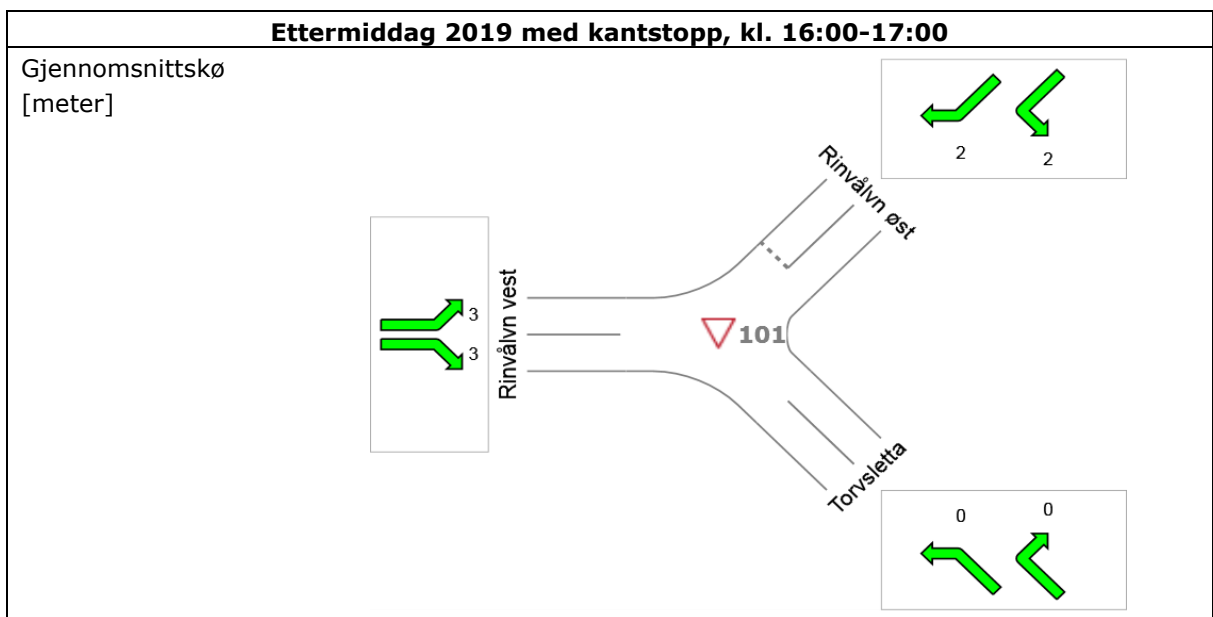 Ettermiddag 2019 med kantstopp, kl. 16:00-17:00
Gjennomsnittskø
[meter]
2
2
Rinvålvn øst
3
3
Rinvålvn vest
101
Torvsletta
0
0